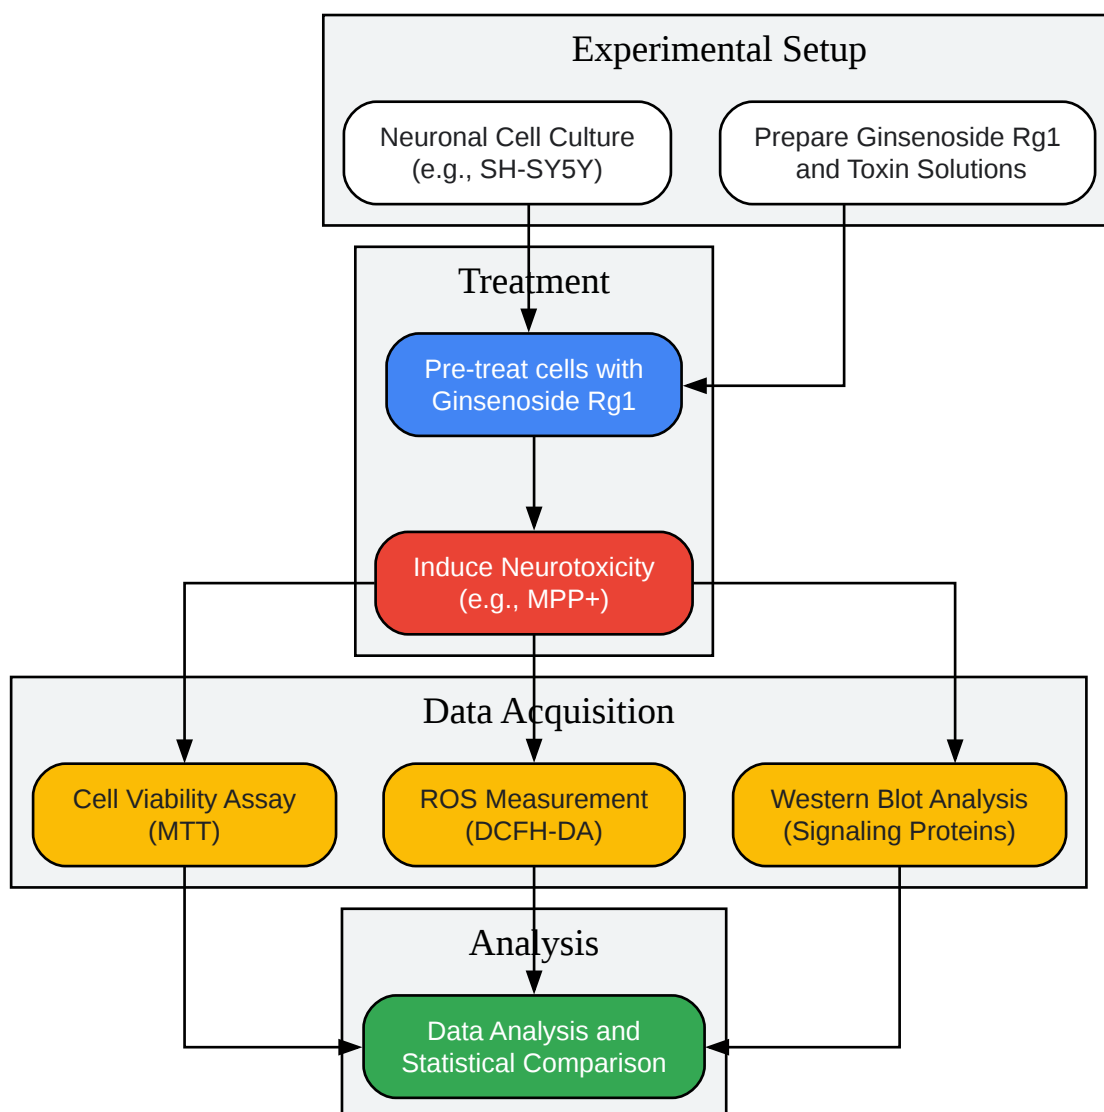 Experimental Setup
Neuronal Cell Culture
(e.g., SH-SY5Y)
Prepare Ginsenoside Rg1
and Toxin Solutions
Treatment
Pre-treat cells with
Ginsenoside Rg1
Induce Neurotoxicity
(e.g., MPP+)
Data Acquisition
Cell Viability Assay
(MTT)
ROS Measurement
(DCFH-DA)
Western Blot Analysis
(Signaling Proteins)
Analysis
Data Analysis and
Statistical Comparison